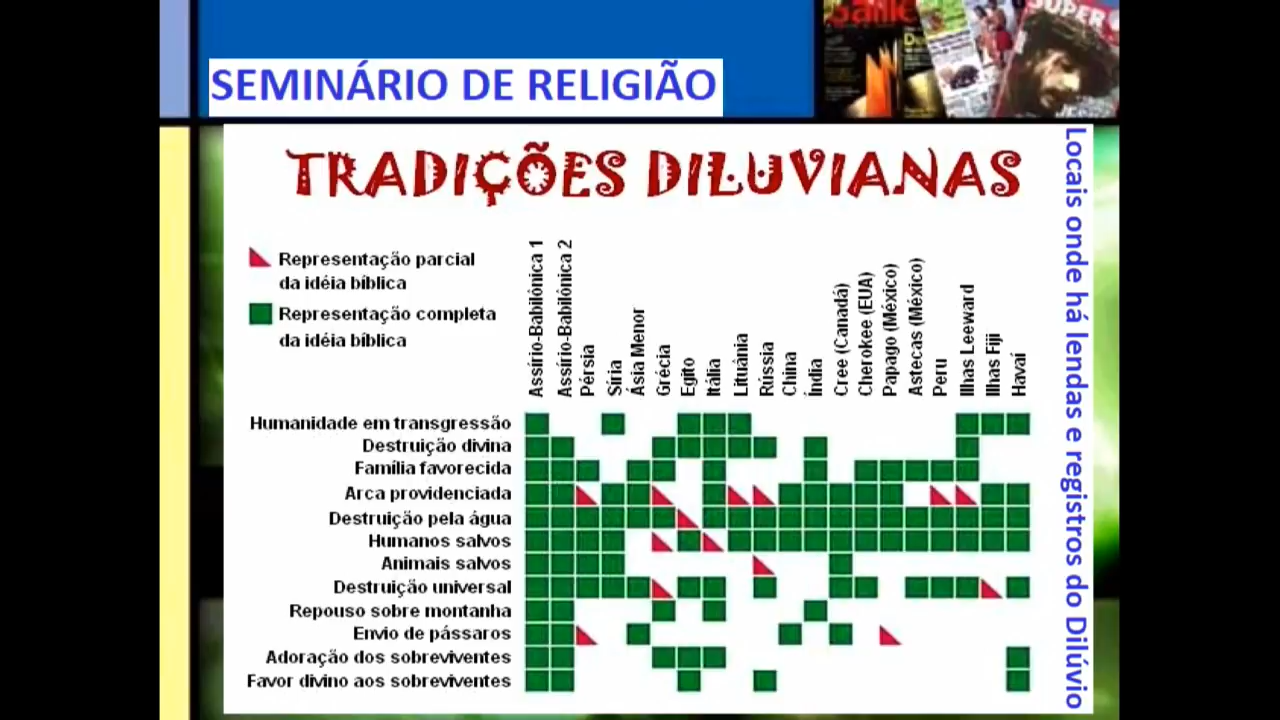 SUPER
SEMINÁRIO DE RELIGIÃO
TRADIÇÕES DILUVIANAS
Locais onde há lendas e registros do Dilúvio
Representação parcial
da idéia bíblica
Representação completa
da idéia bíblica
Assírio-Babilônica 1
Assírio-Babilônica 2
Pérsia
Síria
Ásia Menor
Grécia
Egito
Itália
Lituânia
Rússia
China
Índia
Cree (Canadá)
Cherokee (EUA)
Papago (México)
Astecas (México)
Peru
Ilhas Leeward
Ilhas Fiji
Havaí
Humanidade em transgressão
Destruição divina
Família favorecida
Arca providenciada
Destruição pela água
Humanos salvos
Animais salvos
Destruição universal
Repouso sobre montanha
Envio de pássaros
Adoração dos sobreviventes
Favor divino aos sobreviventes